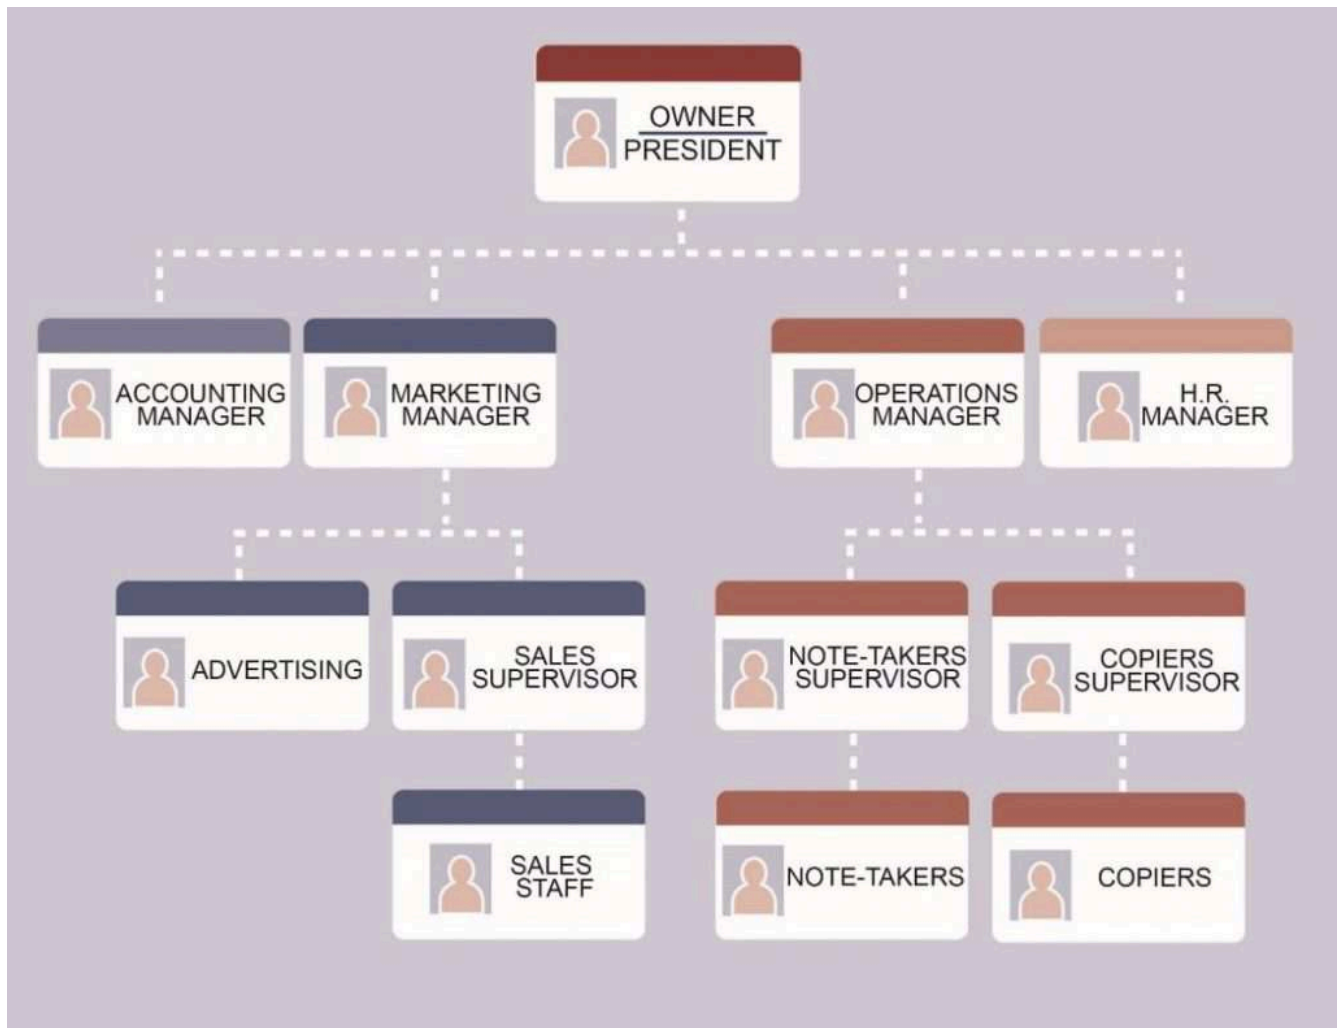 OWNER
PRESIDENT
ACCOUNTING
MANAGER
MARKETING
MANAGER
OPERATIONS
MANAGER
H.R.
MANAGER
ADVERTISING
SALES
SUPERVISOR
NOTE-TAKERS
SUPERVISOR
COPIERS
SUPERVISOR
SALES
STAFF
NOTE-TAKERS
COPIERS